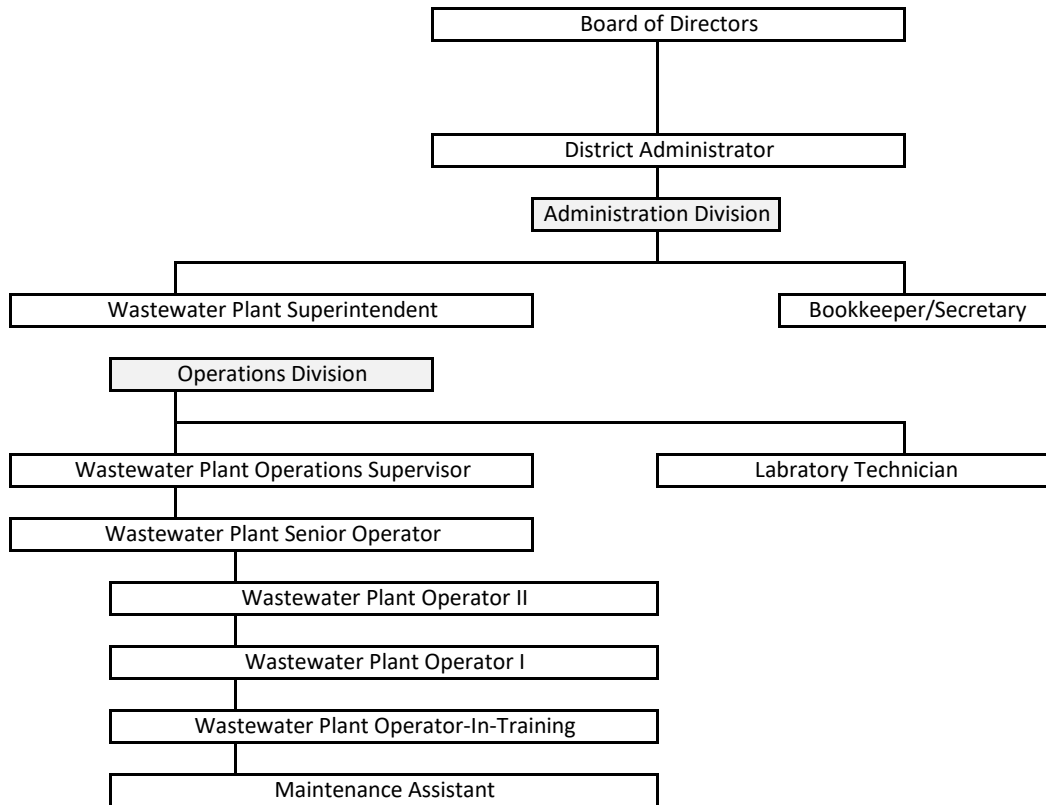 Board of Directors
District Administrator
Administration Division
Wastewater Plant Superintendent
Bookkeeper/Secretary
Operations Division
Wastewater Plant Operations Supervisor
Labratory Technician
Wastewater Plant Senior Operator
Wastewater Plant Operator II
Wastewater Plant Operator I
Wastewater Plant Operator-In-Training
Maintenance Assistant